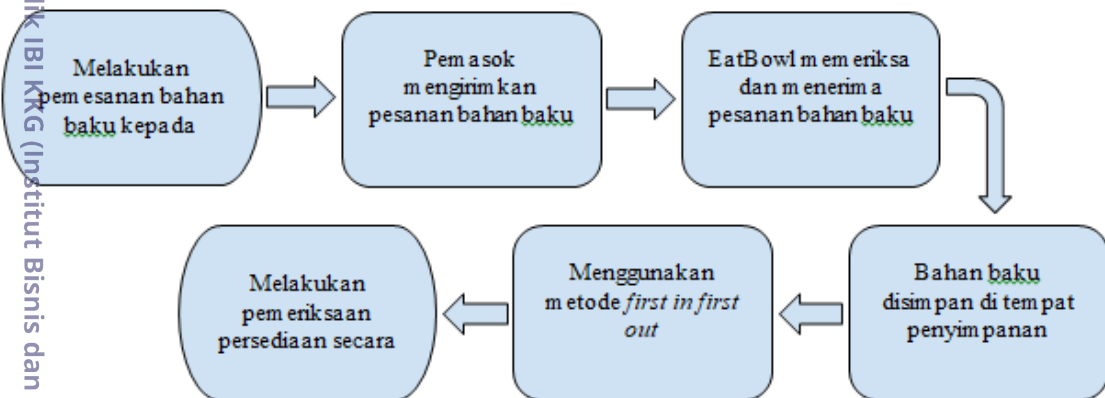 Melakukan
pemesanan bahan
baku kepada
Pemasok
mengirimkan
pesanan bahan baku
EatBowl memeriksa
dan menerima
pesanan bahan baku
Bahan baku
disimpan di tempat
penyimpanan
Menggunakan
metode first in first
out
Melakukan
pemeriksaan
persediaan secara
IBI KKG (Institut Bisnis dan